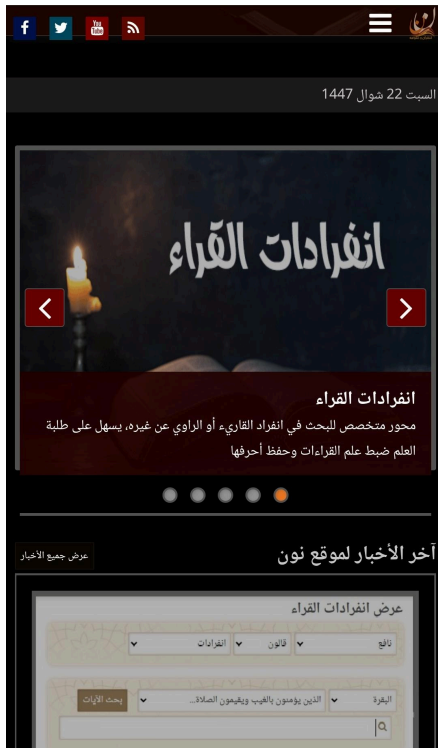 السبت 22 شوال 1447
انفرادات القراء
انفرادات القراء
محور متخصص للبحث في انفراد القاريء أو الراوي عن غيره، يسهل على طلبة
العلم ضبط علم القراءات وحفظ أحرفها
آخر الأخبار لموقع نون
عرض جميع الأخبار
عرض انفرادات القراء
نافع قالون انفرادات
البقرة الذين يؤمنون بالغيب ويقيمون الصلاة... بحث الآيات